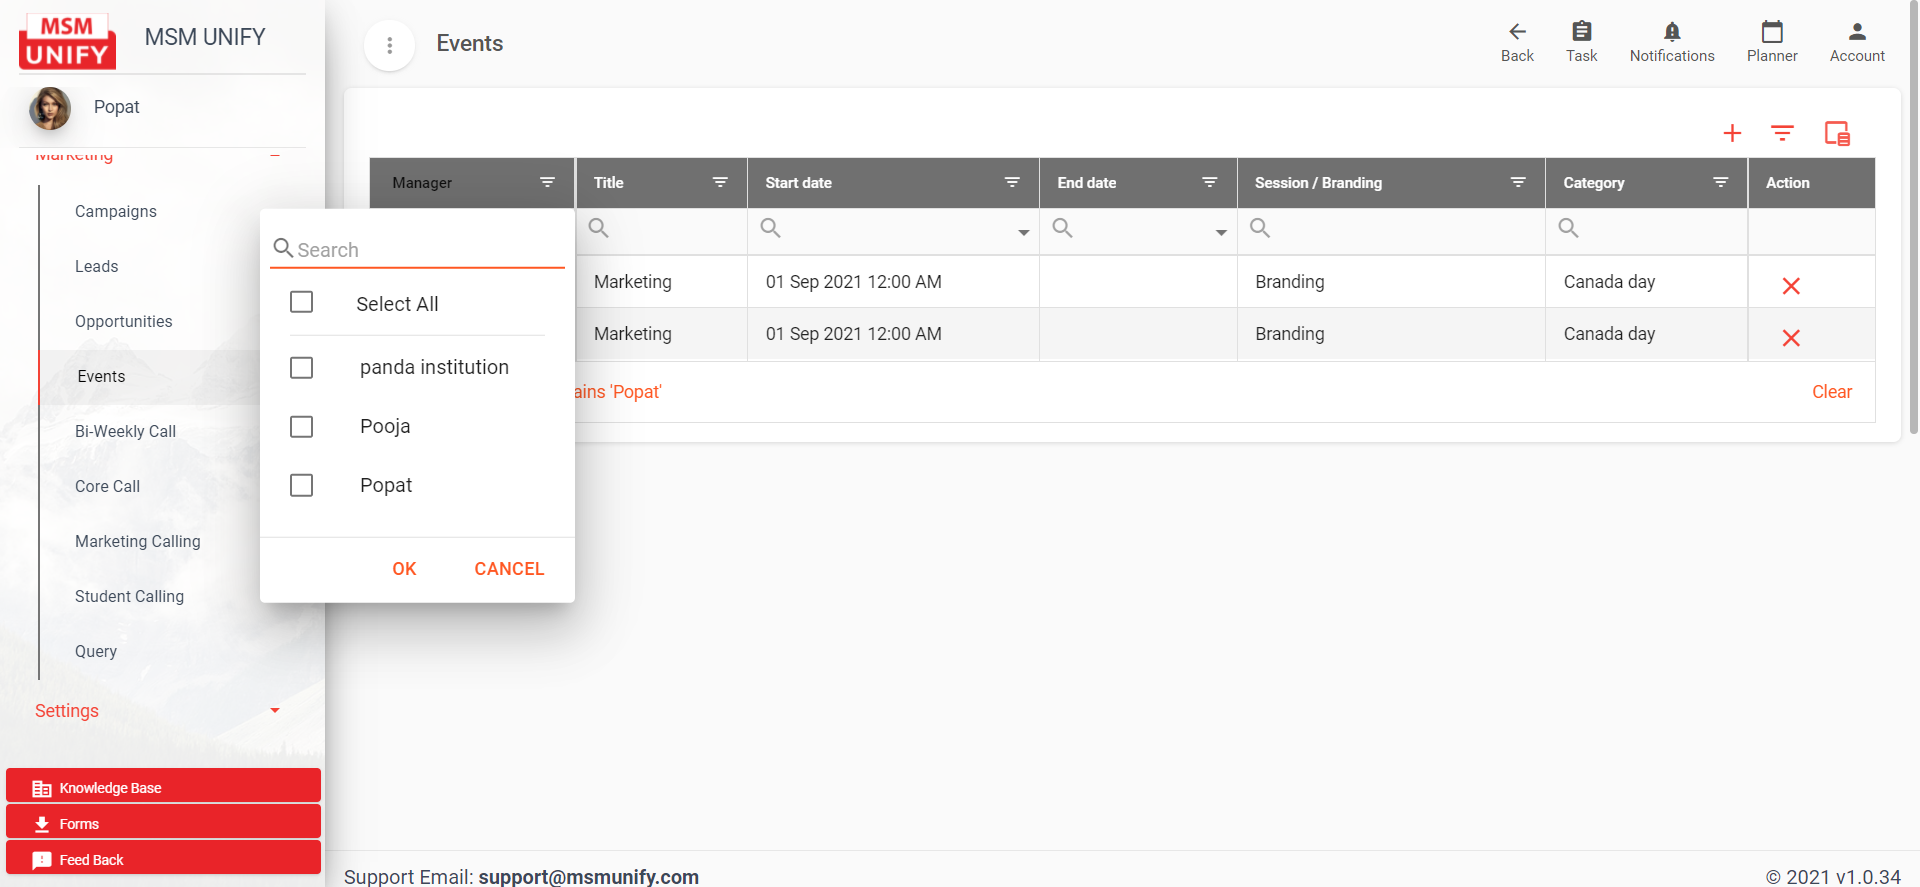 MSM
UNIFY
MSM UNIFY
Popat
Marketing
Campaigns
Leads
Opportunities
Events
Bi-Weekly Call
Core Call
Marketing Calling
Student Calling
Query
Settings
Knowledge Base
Forms
Feed Back
Events
Back
Task
Notifications
Planner
Account
Manager Title Start date End date Session / Branding Category Action
Marketing 01 Sep 2021 12:00 AM Branding Canada day
Marketing 01 Sep 2021 12:00 AM Branding Canada day
ains 'Popat' Clear
Search
Select All
panda institution
Pooja
Popat
OK CANCEL
Support Email: support@msmunify.com
© 2021 v1.0.34